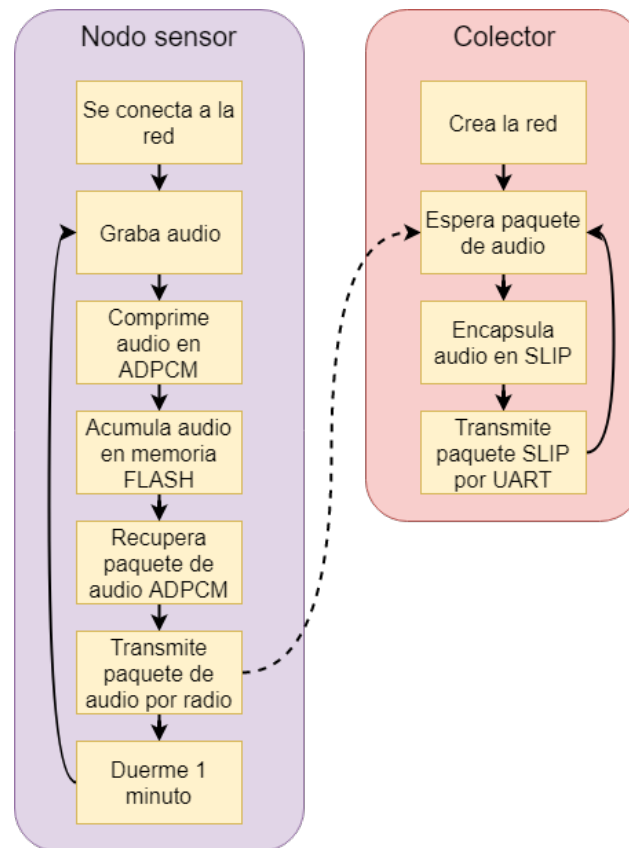 Nodo sensor
Se conecta a la
red
Graba audio
Comprime
audio en
ADPCM
Acumula audio
en memoria
FLASH
Recupera
paquete de
audio ADPCM
Transmite
paquete de
audio por radio
Duerme 1
minuto
Colector
Crea la red
Espera paquete
de audio
Encapsula
audio en SLIP
Transmite
paquete SLIP
por UART